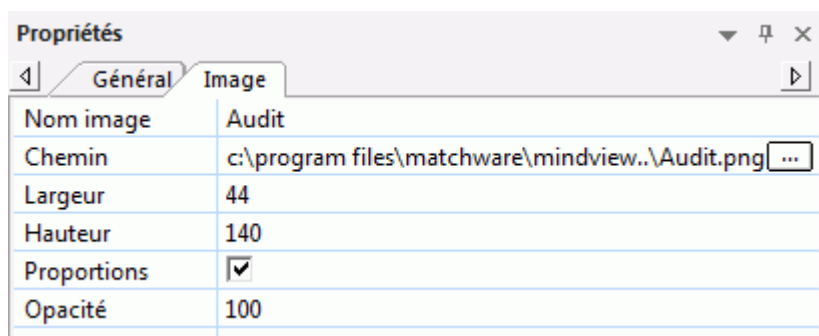 Propriétés
Général Image
Nom image Audit
Chemin c:\program files\matchware\mindview..\Audit.png ...
Largeur 44
Hauteur 140
Proportions
Opacité 100